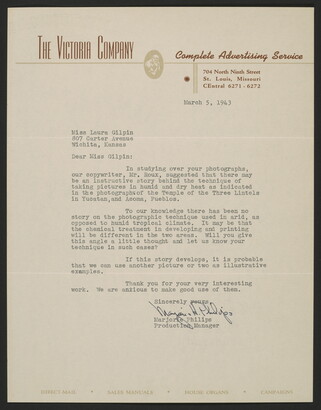 THE VICTORIA COMPANY
Complete Advertising Service
704 North Ninth Street
St. Louis, Missouri
CEntral 6271 - 6272
March 5, 1943
Miss Laura Gilpin
807 Carter Avenue
Wichita, Kansas
Dear Miss Gilpin:
In studying over your photographs,
our copywriter, Mr. Roux, suggested that there may
be an instructive story behind the technique of
taking pictures in humid and dry heat as indicated
in the photographs of the Temple of the Three Lintels
in Yucatan, and Acoma, Pueblos.
To our knowledge there has been no
story on the photographic technique used in arid, as
opposed to humid tropical climate. It may be that
the chemical treatment in developing and printing
will be different in the two areas. Will you give
this angle a little thought and let us know your
technique in such cases?
If this story develops, it is probable
that we can use another picture or two as illustrative
examples.
Thank you for your very interesting
work. We are anxious to make good use of them.
Sincerely yours,
Marjorie Philips
Production Manager
DIRECT MAIL • SALES MANUALS • HOUSE ORGANS • CAMPAIGNS